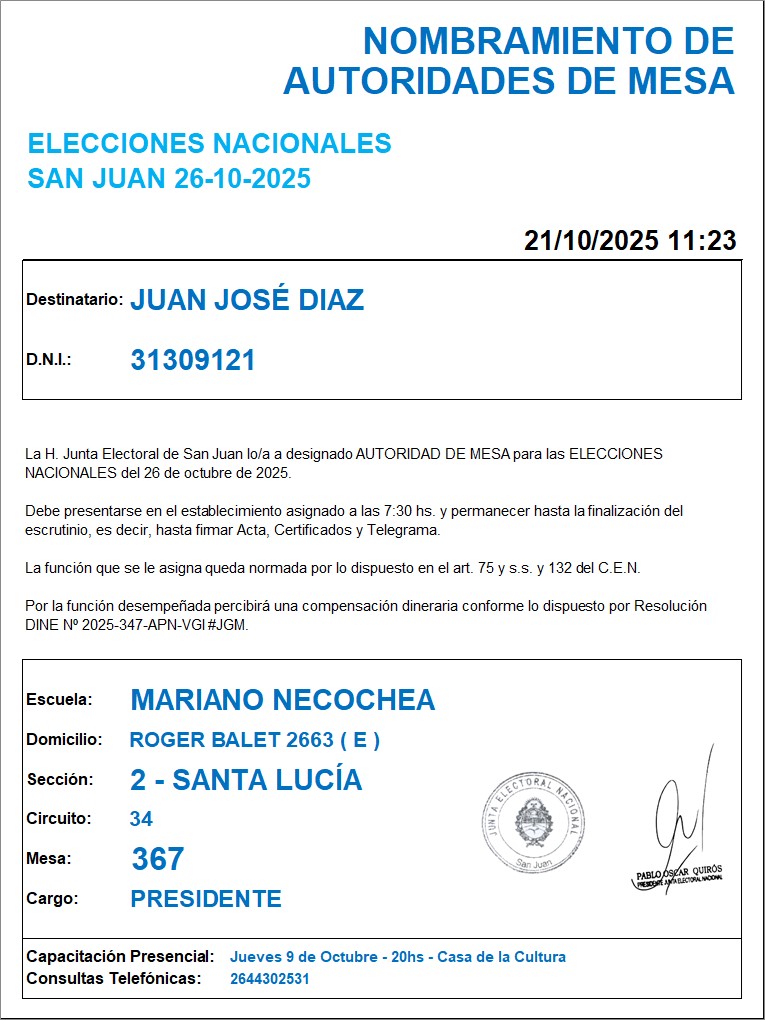 NOMBRAMIENTO DE
AUTORIDADES DE MESA
ELECCIONES NACIONALES
SAN JUAN 26-10-2025
21/10/2025 11:23
Destinatario: JUAN JOSÉ DIAZ
D.N.I.: 31309121
La H. Junta Electoral de San Juan lo/a a designado AUTORIDAD DE MESA para las ELECCIONES
NACIONALES del 26 de octubre de 2025.
Debe presentarse en el establecimiento asignado a las 7:30 hs. y permanecer hasta la finalización del
escrutinio, es decir, hasta firmar Acta, Certificados y Telegrama.
La función que se le asigna queda normada por lo dispuesto en el art. 75 y s.s. y 132 del C.E.N.
Por la función desempeñada percibirá una compensación dineraria conforme lo dispuesto por Resolución
DINE Nº 2025-347-APN-VGI#JGM.
Escuela: MARIANO NECOCHEA
Domicilio: ROGER BALET 2663 ( E )
Sección: 2 - SANTA LUCÍA
Circuito: 34
Mesa: 367
Cargo: PRESIDENTE
JUNTA ELECTORAL NACIONAL
San Juan
PABLO OSCAR QUIRÓS
PRESIDENTE JUNTA ELECTORAL NACIONAL
Capacitación Presencial: Jueves 9 de Octubre - 20hs - Casa de la Cultura
Consultas Telefónicas: 2644302531